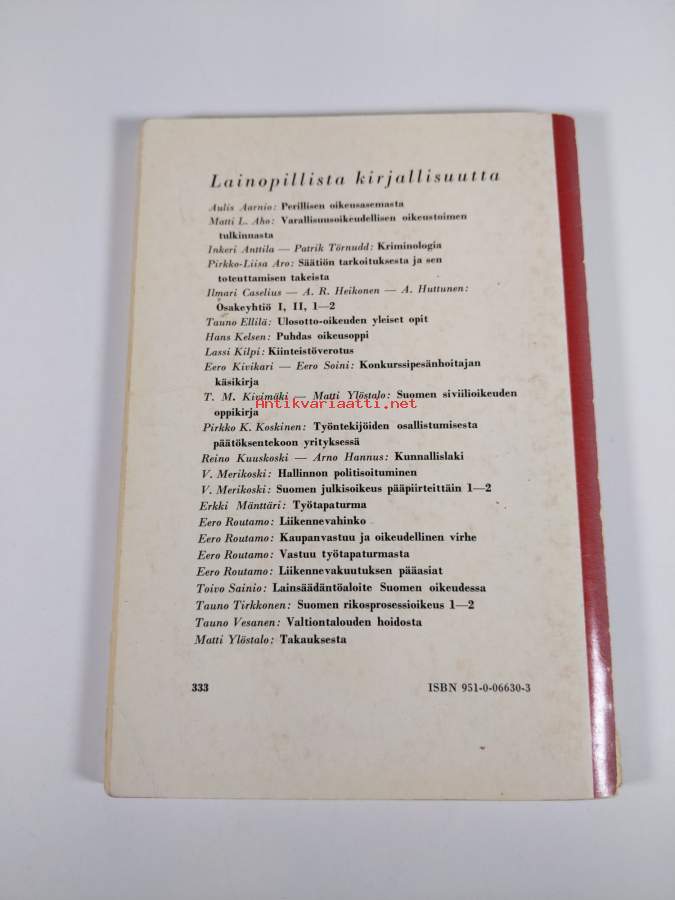 Lainopillista kirjallisuutta
Aulis Aarnio: Perillisen oikeusasemasta
Matti L. Aho: Varallisuusoikeudellisen oikeustoimen
tulkinnasta
Inkeri Anttila — Patrik Törnudd: Kriminologia
Pirkko-Liisa Aro: Säätiön tarkoituksesta ja sen
toteuttamisen takeista
Ilmari Caselius — A. R. Heikonen — A. Huttunen:
Osakeyhtiö I, II, 1—2
Tauno Ellilä: Ulosotto-oikeuden yleiset opit
Hans Kelsen: Puhdas oikeusoppi
Lassi Kilpi: Kiinteistöverotus
Eero Kivikari — Eero Soini: Konkurssipesänhoitajan
käsikirja
T. M. Kivimäki — Matti Ylöstalo: Suomen siviilioikeuden
Antikvariaatti.net
oppikirja
Pirkko K. Koskinen: Työntekijöiden osallistumisesta
päätöksentekoon yrityksessä
Reino Kuuskoski — Arno Hannus: Kunnallislaki
V. Merikoski: Hallinnon politisoituminen
V. Merikoski: Suomen julkisoikeus pääpiirteittäin 1—2
Erkki Mänttäri: Työtapaturma
Eero Routamo: Liikennevahinko
Eero Routamo: Kaupanvastuu ja oikeudellinen virhe
Eero Routamo: Vastuu työtapaturmasta
Eero Routamo: Liikennevakuutuksen pääasiat
Toivo Sainio: Lainsäädäntöaloite Suomen oikeudessa
Tauno Tirkkonen: Suomen rikosprosessioikeus 1—2
Tauno Vesanen: Valtiontalouden hoidosta
Matti Ylöstalo: Takauksesta
333
ISBN 951-0-06630-3